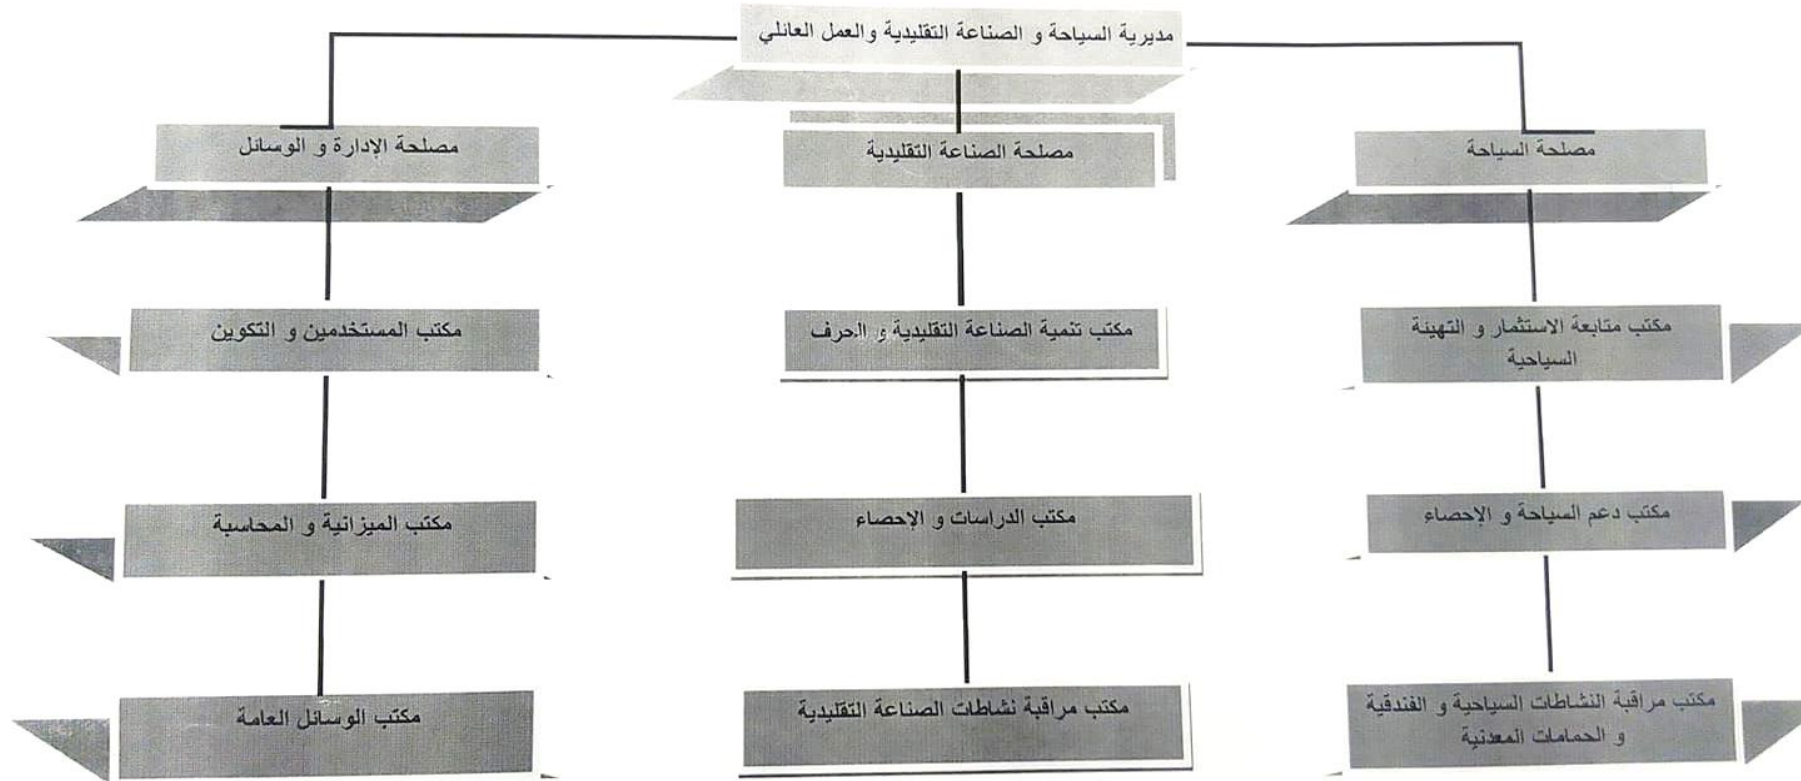 مديرية السياحة و الصناعة التقليدية والعمل العائلي
مصلحة السياحة
مصلحة الصناعة التقليدية
مصلحة الإدارة و الوسائل
مكتب متابعة الاستثمار و التهيئة
السياحية
مكتب تنمية الصناعة التقليدية و الحرف
مكتب المستخدمين و التكوين
مكتب دعم السياحة و الإحصاء
مكتب الدراسات و الإحصاء
مكتب الميزانية و المحاسبة
مكتب مراقبة النشاطات السياحية و الفندقية
و الحمامات المعدنية
مكتب مراقبة نشاطات الصناعة التقليدية
مكتب الوسائل العامة